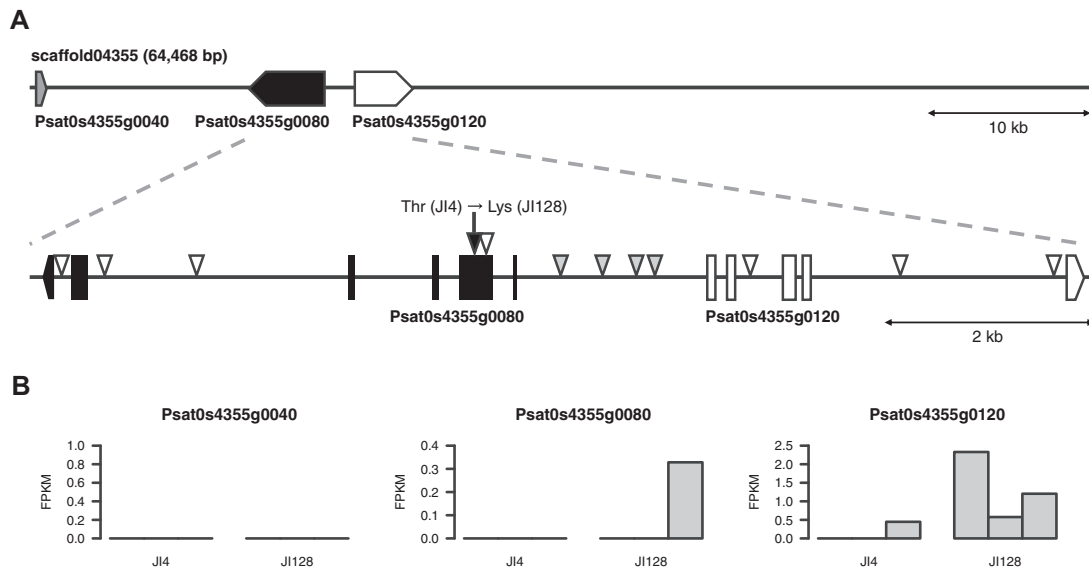 A
scaffold04355 (64,468 bp)
Psat0s4355g0040 Psat0s4355g0080 Psat0s4355g0120
10 kb
Thr (JI4) → Lys (JI128)
Psat0s4355g0080 Psat0s4355g0120
2 kb
B
Psat0s4355g0040 Psat0s4355g0080 Psat0s4355g0120
FPKM 1.0 0.8 0.6 0.4 0.2 0.0
JI4 JI128
FPKM 0.4 0.3 0.2 0.1 0.0
JI4 JI128
FPKM 2.5 2.0 1.5 1.0 0.5 0.0
JI4 JI128